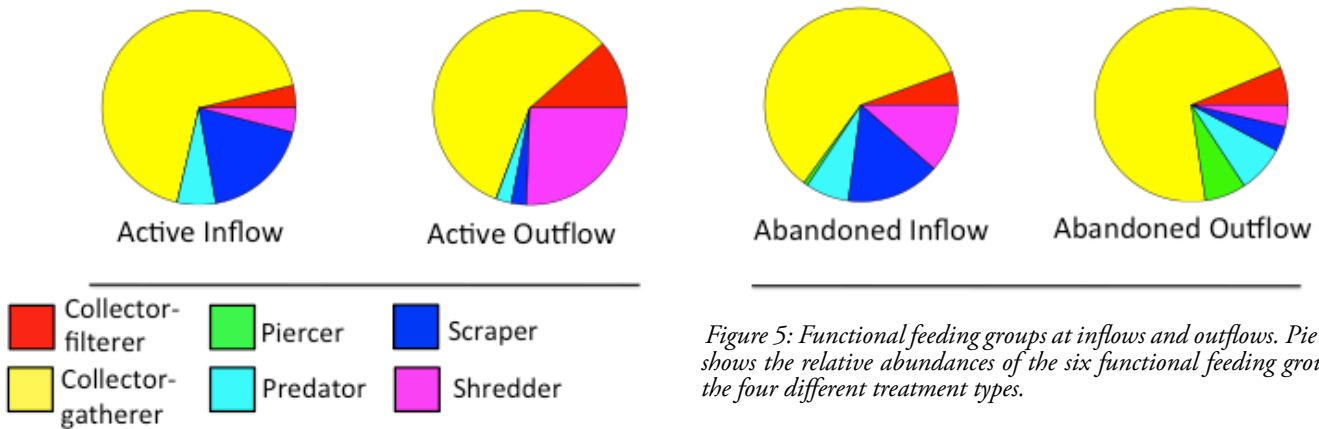 Active Inflow
Active Outflow
Abandoned Inflow
Abandoned Outflow
Collector-
filterer
Piercer
Scraper
Collector-
gatherer
Predator
Shredder
Figure 5: Functional feeding groups at inflows and outflows. Pie
shows the relative abundances of the six functional feeding
the four different treatment types.